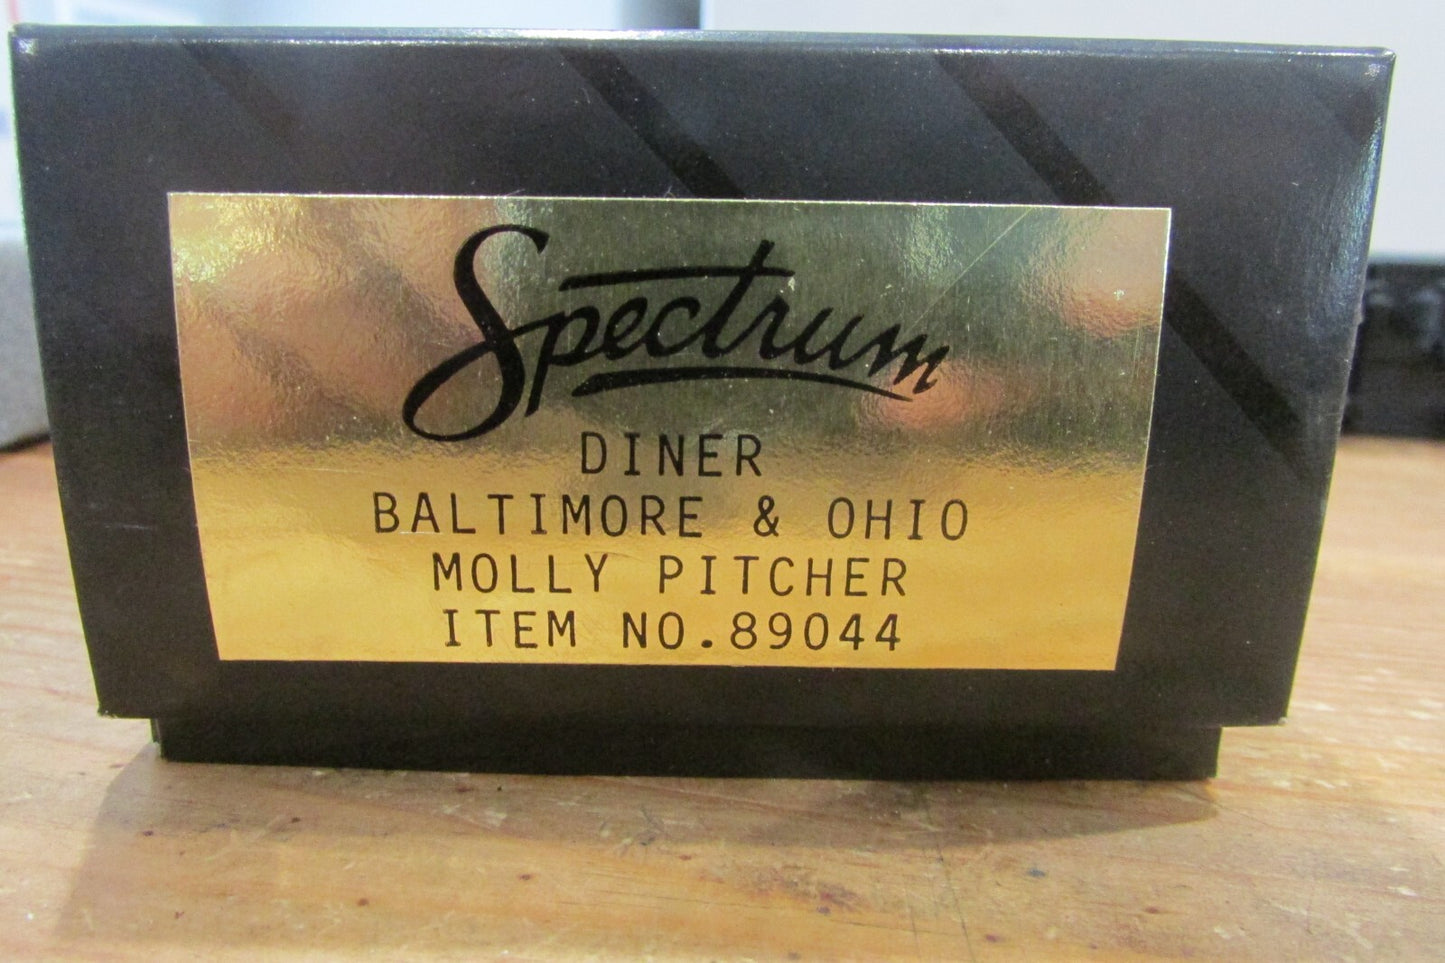 Spectrum
DINER
BALTIMORE & OHIO
MOLLY PITCHER
ITEM NO.89044